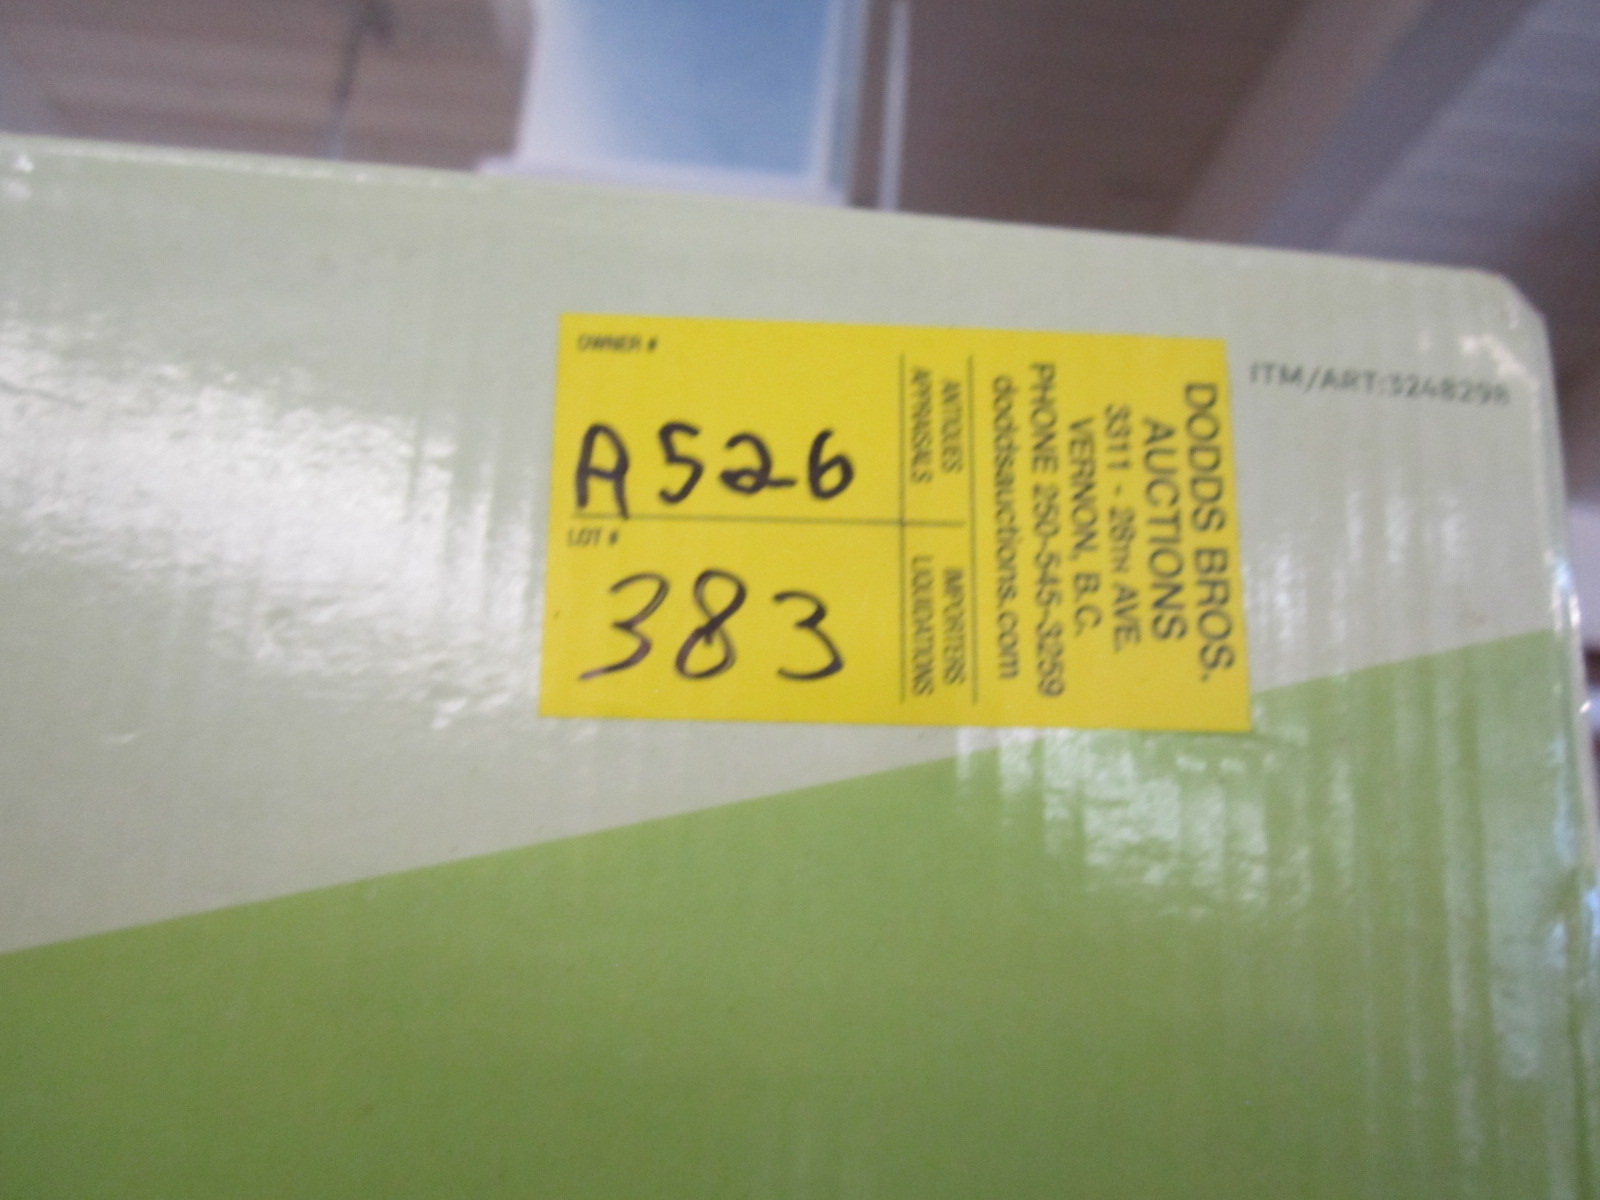 OWNER #
A526
LOT #
383
DODDS BROS.
AUCTIONS
3311 - 28TH AVE.
VERNON, B.C.
PHONE 250-545-3259
doddsauctions.com
ANTIQUES IMPORTERS
APPRAISALS LIQUIDATIONS
ITM/ART:3248298